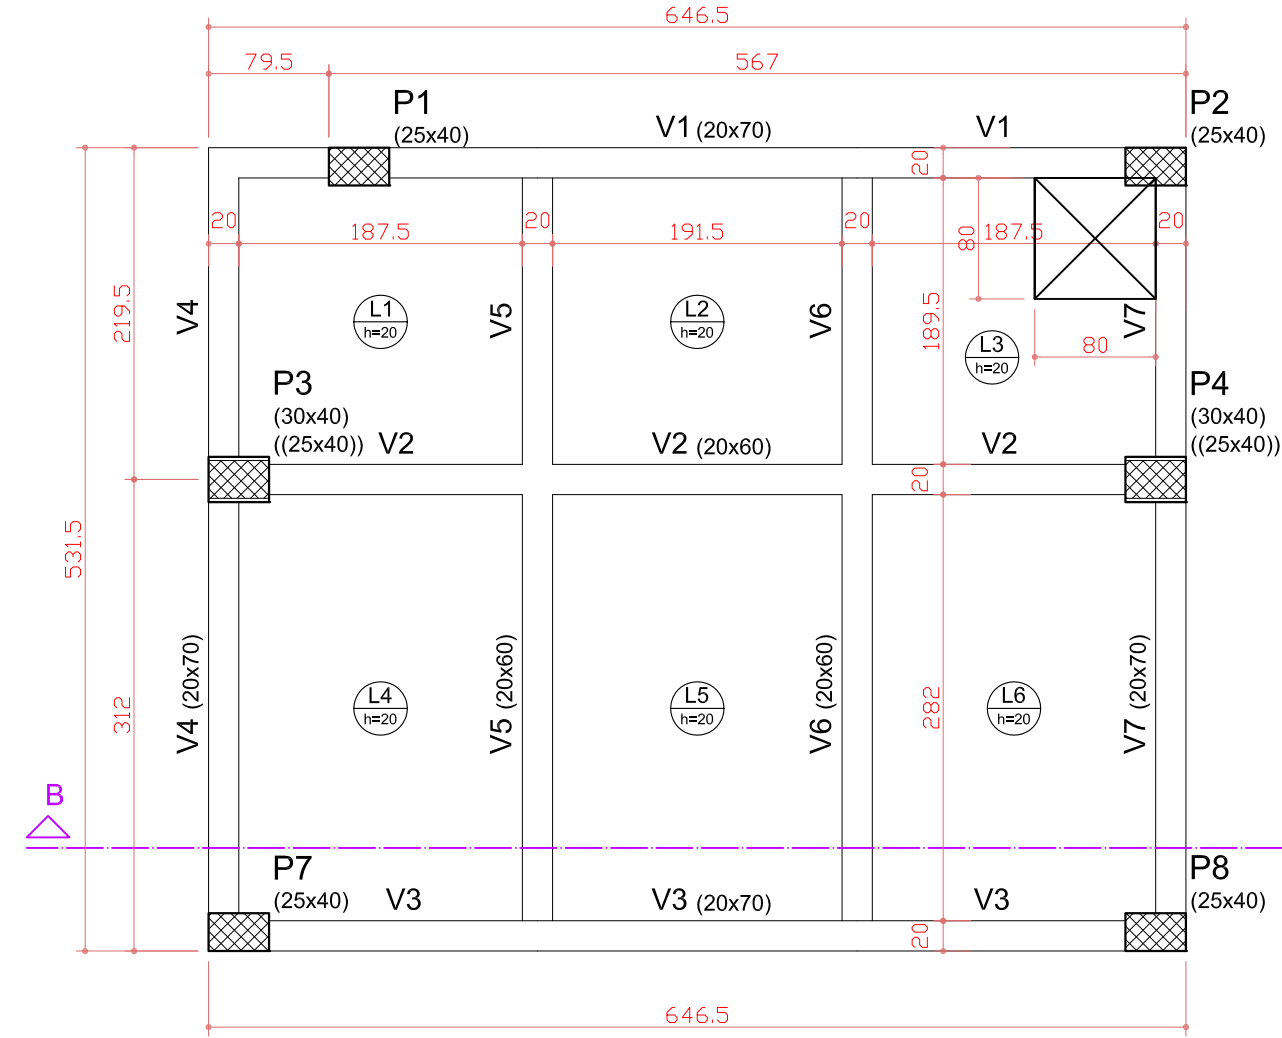 646.5
79.5
567
P1
(25x40)
V1 (20x70)
V1
P2
(25x40)
20
20
187.5
20
191.5
20
187.5
20
80
219.5
V4
L1
h=20
V5
L2
h=20
V6
189.5
L3
h=20
80
V7
P3
(30x40)
((25x40))
V2
V2 (20x60)
V2
P4
(30x40)
((25x40))
20
531.5
312
V4 (20x70)
L4
h=20
V5 (20x60)
L5
h=20
V6 (20x60)
282
L6
h=20
V7 (20x70)
B
P7
(25x40)
V3
V3 (20x70)
V3
P8
(25x40)
20
646.5